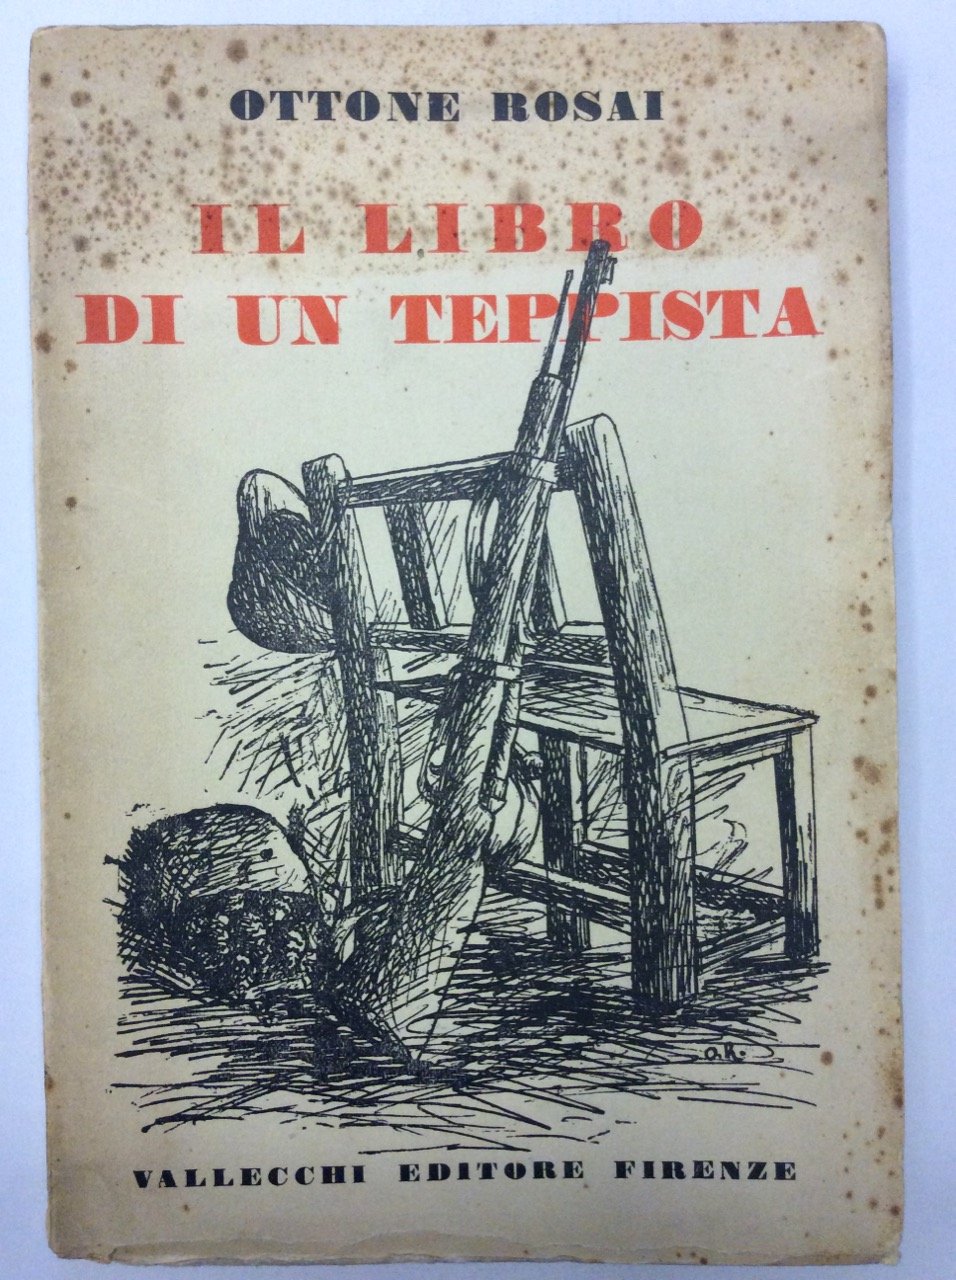 OTTONE ROSAI
IL LIBRO
DI UN TEPPISTA
O.R.
VALLECCHI EDITORE FIRENZE